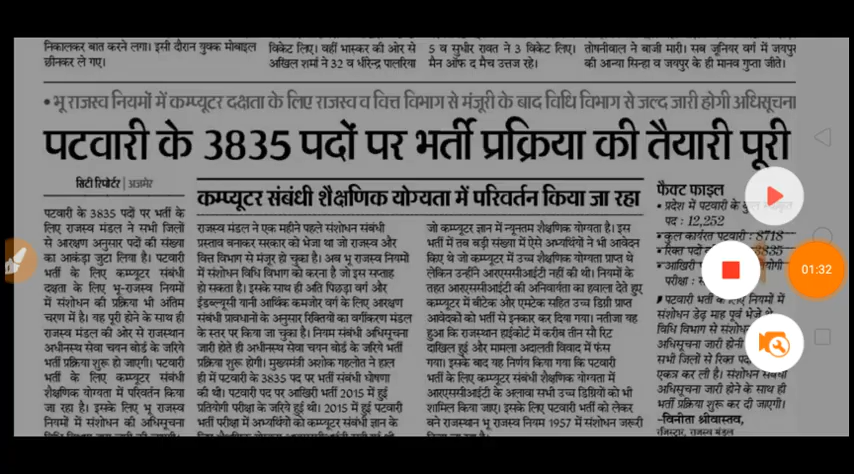 निकालकर बात करने लगा। इसी दौरान युवक मोबाइल
छीनकर ले गए।
विकेट लिए। वहीं भास्कर की ओर से
अखिल शर्मा ने 32 व धीरेन्द्र पालरिया
5 व सुधीर रावत ने 3 विकेट लिए।
मैन ऑफ द मैच उत्तज रहे।
तोषनीवाल ने बाजी मारी। सब जूनियर वर्ग में जयपुर
की आन्या सिन्हा व जयपुर के ही मानव गुप्ता जीते।
• भू राजस्व नियमों में कम्प्यूटर दक्षता के लिए राजस्व व वित्त विभाग से मंजूरी के बाद विधि विभाग से जल्द जारी होगी अधिसूचना
पटवारी के 3835 पदों पर भर्ती प्रक्रिया की तैयारी पूरी
सिटी रिपोर्टर | अजमेर
पटवारी के 3835 पदों पर भर्ती के
लिए राजस्व मंडल ने सभी जिलों
से आरक्षण अनुसार पदों की संख्या
का आकंड़ा जुटा लिया है। पटवारी
भर्ती के लिए कम्प्यूटर संबंधी
दक्षता के लिए भू-राजस्व नियमों
में संशोधन की प्रक्रिया भी अंतिम
चरण में है। यह पूरी होने के साथ ही
राजस्व मंडल की ओर से राजस्थान
अधीनस्थ सेवा चयन बोर्ड के जरिये
भर्ती प्रक्रिया शुरू हो जाएगी। पटवारी
भर्ती के लिए कम्प्यूटर संबंधी
शैक्षणिक योग्यता में परिवर्तन किया
जा रहा है। इसके लिए भू राजस्व
नियमों में संशोधन की अधिसूचना
विधि विभाग द्वारा जारी की जाएगी।
कम्प्यूटर संबंधी शैक्षणिक योग्यता में परिवर्तन किया जा रहा
राजस्व मंडल ने एक महीने पहले संशोधन संबंधी
प्रस्ताव बनाकर सरकार को भेजा था जो राजस्व और
वित्त विभाग से मंजूर हो चुका है। अब भू राजस्व नियमों
में संशोधन विधि विभाग को करना है जो इस सप्ताह
हो सकता है। इसके साथ ही अति पिछड़ा वर्ग और
ईडब्ल्यूसी यानी आर्थिक कमजोर वर्ग के लिए आरक्षण
संबंधी प्रावधानों के अनुसार रिक्तियों का वर्गीकरण मंडल
के स्तर पर किया जा चुका है। नियम संबंधी अधिसूचना
जारी होते ही अधीनस्थ सेवा चयन बोर्ड के जरिये भर्ती
प्रक्रिया शुरू होगी। मुख्यमंत्री अशोक गहलोत ने हाल
ही में पटवार के 3835 पद पर भर्ती संबंधी घोषणा
की थी। पटवारी पद पर आखिरी भर्ती 2015 में हुई
प्रतियोगी परीक्षा के जरिये हुई थी। 2015 में हुई पटवारी
भर्ती परीक्षा में अभ्यर्थियों को कम्प्यूटर संबंधी ज्ञान के
जो कम्प्यूटर ज्ञान में न्यूनतम शैक्षणिक योग्यता है। इस
भर्ती में तब बड़ी संख्या में ऐसे अभ्यर्थियों ने भी आवेदन
किए थे जो कम्प्यूटर में उच्च शैक्षणिक योग्यता प्राप्त थे
लेकिन उन्होंने आरएससीआईटी नहीं की थी। नियमों के
तहत आरएससीआईटी की अनिवार्यता का हवाला देते हुए
कम्प्यूटर में बीटेक और एमटेक सहित उच्च डिग्री प्राप्त
आवेदकों को भर्ती से इनकार कर दिया गया। नतीजा यह
हुआ कि राजस्थान हाईकोर्ट में करीब तीन सौ रिट
दाखिल हुई और मामला अदालती विवाद में फंस
गया। इसके बाद यह निर्णय किया गया कि पटवारी
भर्ती के लिए कम्प्यूटर संबंधी शैक्षणिक योग्यता में
आरएससीआईटी के अलावा सभी उच्च डिग्रियों को भी
शामिल किया जाए। इसके लिए पटवारी भर्ती को लेकर
बने राजस्थान भू राजस्व नियम 1957 में संशोधन जरूरी
फैक्ट फाइल
• प्रदेश में पटवारी के कुल
पद : 12,252
• कुल कार्यरत पटवारी : 8718
• रिक्त पदों 3835
• आखिरी
परीक्षा :
पटवारी भर्ती के लिए नियमों में
संशोधन डेढ़ माह पूर्व भेजे
विधि विभाग से संशोधन
अधिसूचना जारी होनी
सभी जिलों से रिक्त पदों
एकत्र कर ली है। संशोधन संबंधी
अधिसूचना जारी होने के साथ ही
भर्ती प्रक्रिया शुरू कर दी जाएगी।
-विनीता श्रीवास्तव,
रजिस्ट्रार, राजस्व मंडल
01:32